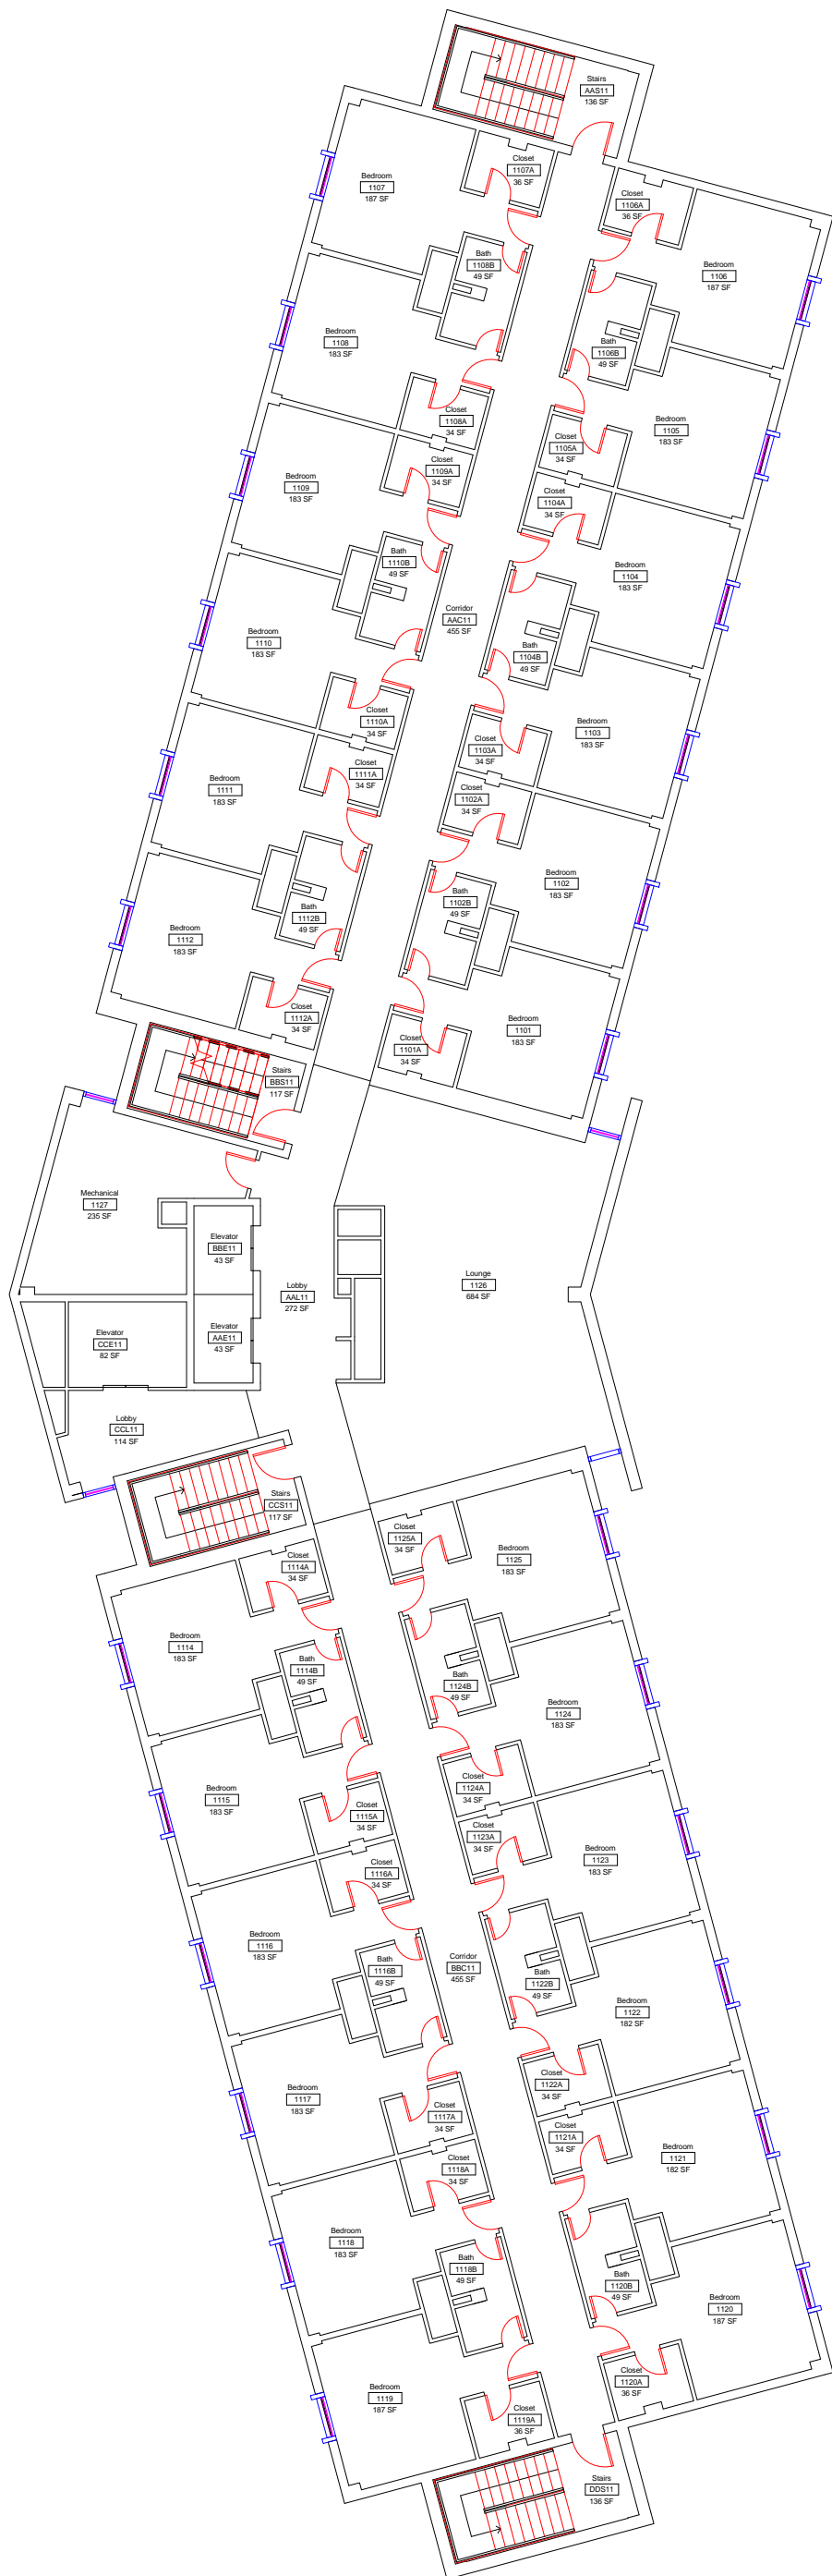 Stairs
AAS11
136 SF
Closet
1107A
36 SF
Bedroom
1107
187 SF
Closet
1106A
36 SF
Bath
1108B
49 SF
Bedroom
1106
187 SF
Bedroom
1108
183 SF
Bath
1106B
49 SF
Closet
1108A
34 SF
Bedroom
1105
183 SF
Closet
1105A
34 SF
Closet
1109A
34 SF
Bedroom
1109
183 SF
Closet
1104A
34 SF
Bath
1110B
49 SF
Bedroom
1104
183 SF
Corridor
AAC11
455 SF
Bedroom
1110
183 SF
Bath
1104B
49 SF
Closet
1110A
34 SF
Bedroom
1103
183 SF
Closet
1103A
34 SF
Closet
1111A
34 SF
Bedroom
1111
183 SF
Closet
1102A
34 SF
Bath
1102B
49 SF
Bedroom
1102
183 SF
Bath
1112B
49 SF
Bedroom
1112
183 SF
Closet
1112A
34 SF
Bedroom
1101
183 SF
Closet
1101A
34 SF
Stairs
BBS11
117 SF
Mechanical
1127
235 SF
Elevator
BBE11
43 SF
Lobby
AAL11
272 SF
Lounge
1126
684 SF
Elevator
AAE11
43 SF
Elevator
CCE11
82 SF
Lobby
CCL11
114 SF
Stairs
CCS11
117 SF
Closet
1125A
34 SF
Closet
1114A
34 SF
Bedroom
1125
183 SF
Bedroom
1114
183 SF
Bath
1114B
49 SF
Bath
1124B
49 SF
Bedroom
1124
183 SF
Bedroom
1115
183 SF
Closet
1124A
34 SF
Closet
1115A
34 SF
Closet
1123A
34 SF
Closet
1116A
34 SF
Bedroom
1123
183 SF
Bedroom
1116
183 SF
Bath
1116B
49 SF
Corridor
BBC11
455 SF
Bath
1122B
49 SF
Bedroom
1122
182 SF
Bedroom
1117
183 SF
Closet
1122A
34 SF
Closet
1117A
34 SF
Closet
1121A
34 SF
Closet
1118A
34 SF
Bedroom
1121
182 SF
Bedroom
1118
183 SF
Bath
1118B
49 SF
Bath
1120B
49 SF
Bedroom
1120
187 SF
Bedroom
1119
187 SF
Closet
1120A
36 SF
Closet
1119A
36 SF
Stairs
DDS11
136 SF